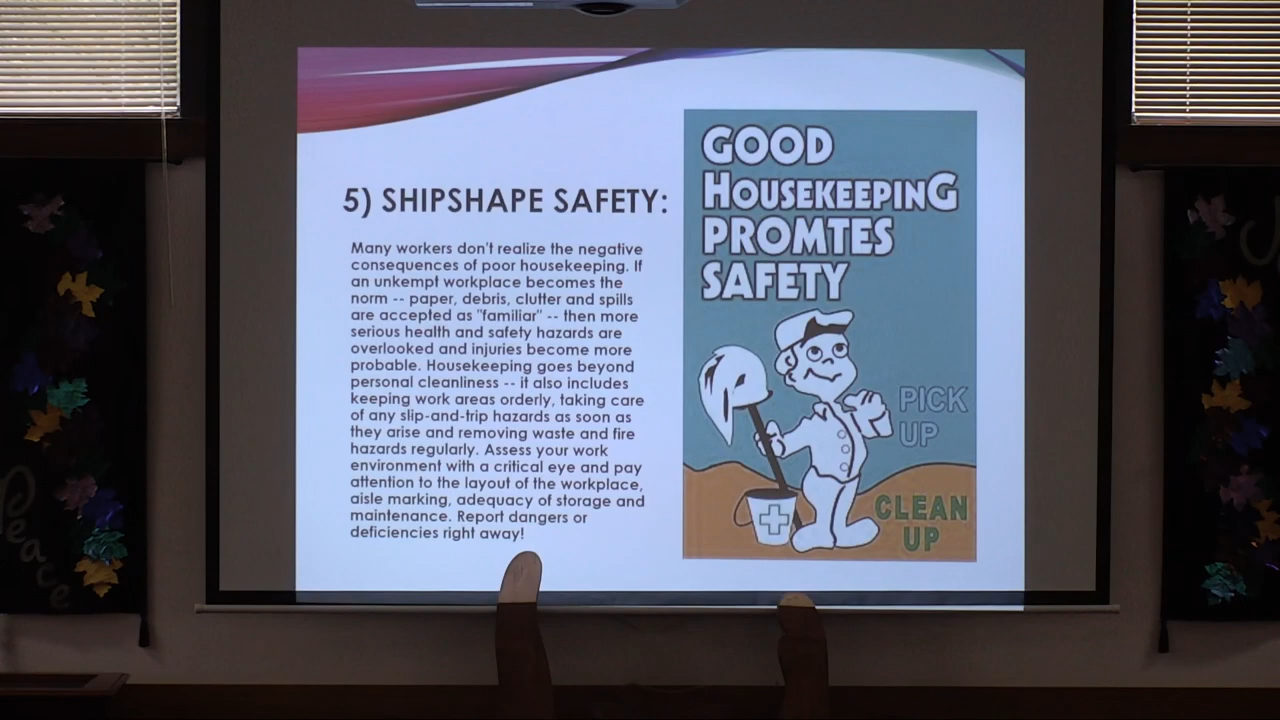 5) SHIPSHAPE SAFETY:
Many workers don't realize the negative
consequences of poor housekeeping. If
an unkempt workplace becomes the
norm -- paper, debris, clutter and spills
are accepted as "familiar" -- then more
serious health and safety hazards are
overlooked and injuries become more
probable. Housekeeping goes beyond
personal cleanliness -- it also includes
keeping work areas orderly, taking care
of any slip-and-trip hazards as soon as
they arise and removing waste and fire
hazards regularly. Assess your work
environment with a critical eye and pay
attention to the layout of the workplace,
aisle marking, adequacy of storage and
maintenance. Report dangers or
deficiencies right away!
GOOD
HOUSEKEEPING
PROMTES
SAFETY
PICK
UP
CLEAN
UP
Peace